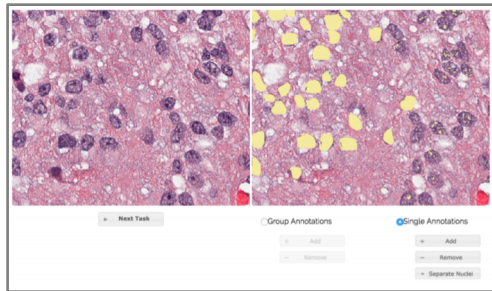 Next Task
Group Annotations
Single Annotations
+ Add
− Remove
+ Add
− Remove
− Separate Nuclei